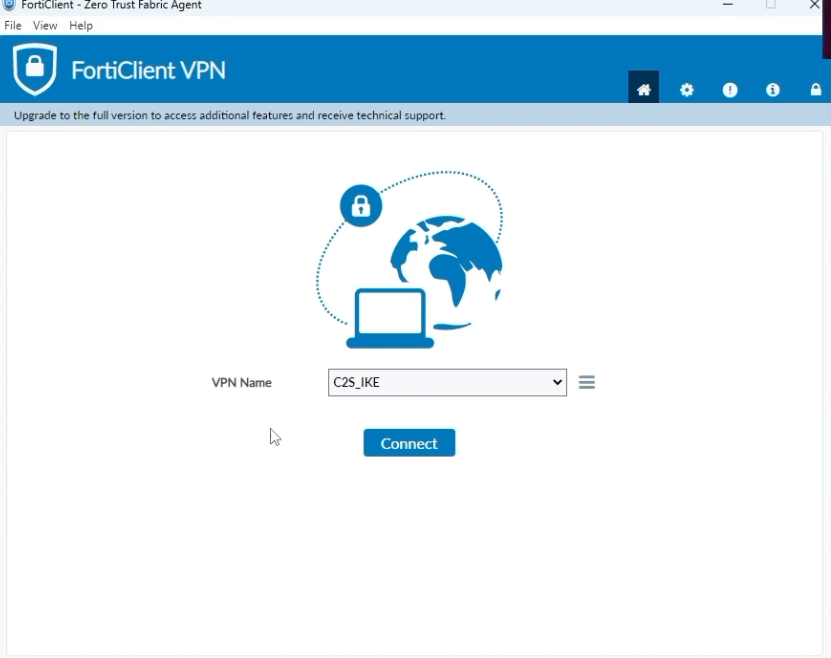 FortiClient - Zero Trust Fabric Agent
File View Help
FortiClient VPN
Upgrade to the full version to access additional features and receive technical support.
VPN Name C2S_IKE
Connect